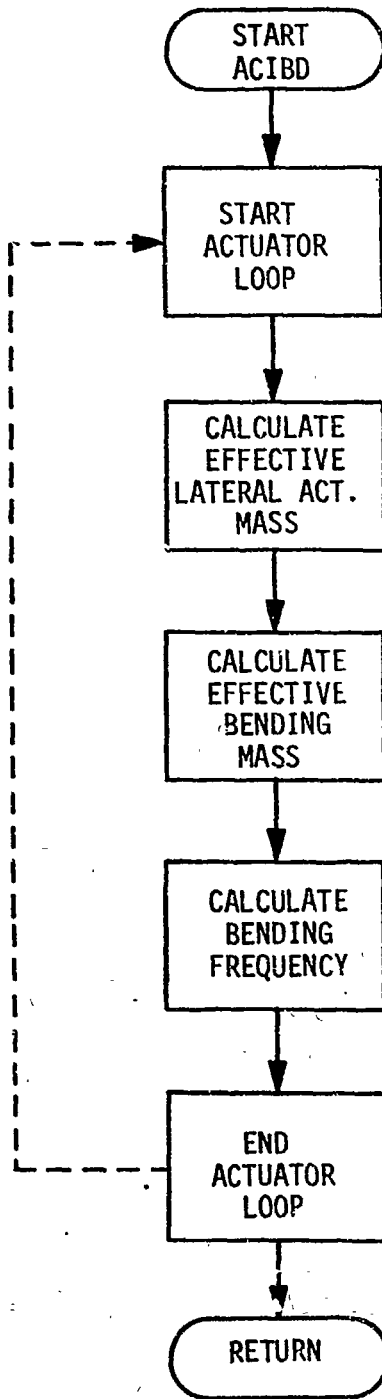 START
ACIBD
START
ACTUATOR
LOOP
CALCULATE
EFFECTIVE
LATERAL ACT.
MASS
CALCULATE
EFFECTIVE
BENDING
MASS
CALCULATE
BENDING
FREQUENCY
END
ACTUATOR
LOOP
RETURN